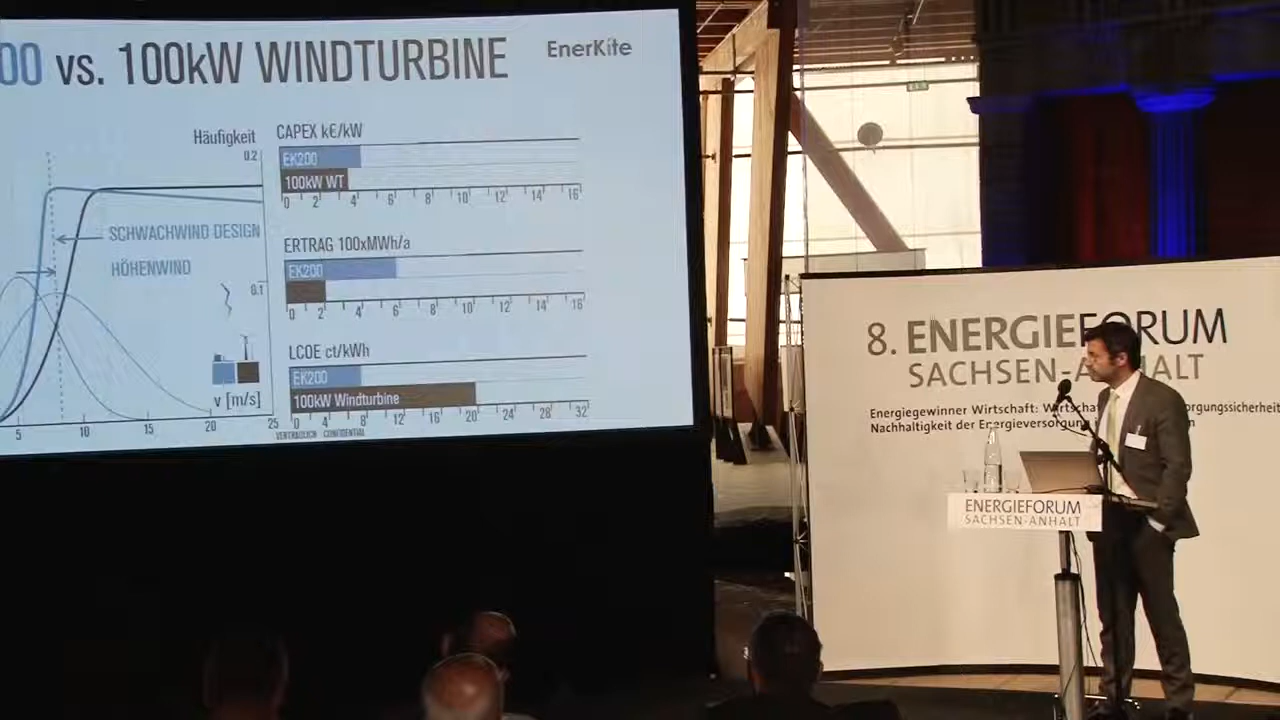 00 vs. 100kW WINDTURBINE
EnerKite
Häufigkeit
0.2
SCHWACHWIND DESIGN
HÖHENWIND
0.1
v [m/s]
5 10 15 20 25
CAPEX k€/kW
EK200
100kW WT
0 2 4 6 8 10 12 14 16
ERTRAG 100xMWh/a
EK200
0 2 4 6 8 10 12 14 16
LCOE ct/kWh
EK200
100kW Windturbine
0 4 8 12 16 20 24 28 32
VERTRAULICH CONFIDENTIAL
8. ENERGIEFORUM
SACHSEN-ANHALT
Energiegewinner Wirtschaft: Wirtscha orgungssicherheit
Nachhaltigkeit der Energieversorgung
ENERGIEFORUM
SACHSEN-ANHALT